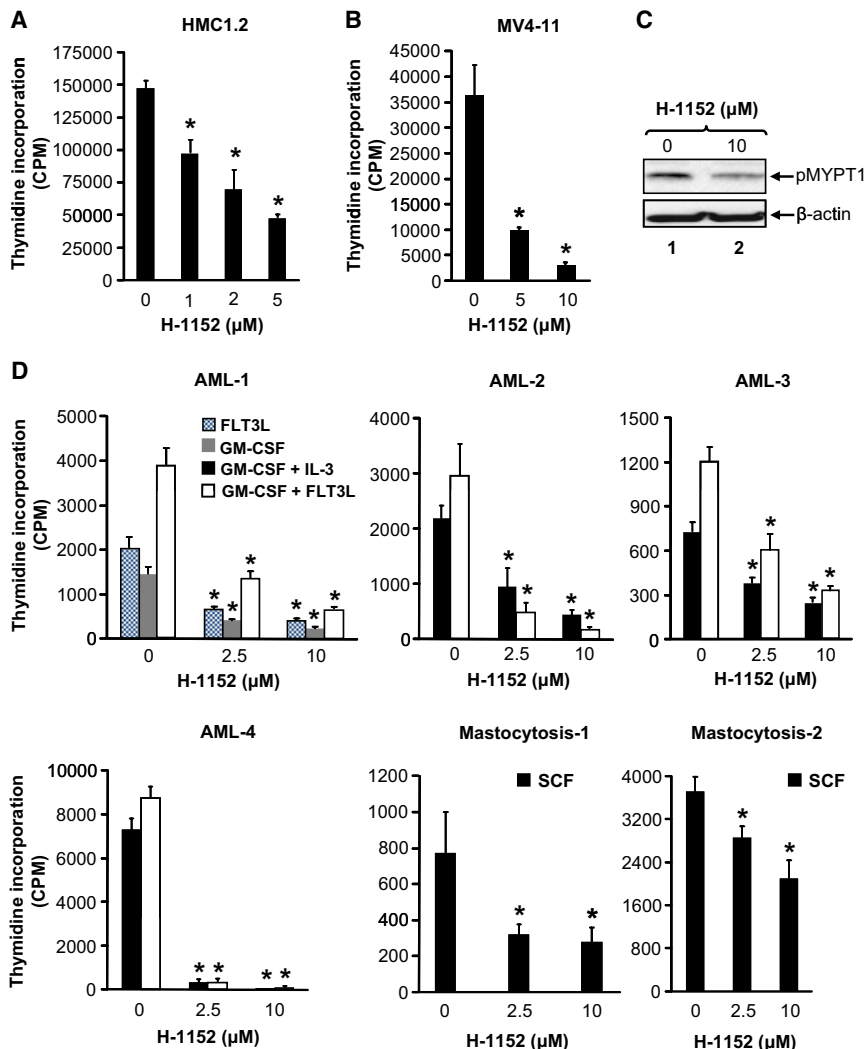 A
HMC1.2
Thymidine incorporation
(CPM)
175000
150000
125000
100000
75000
50000
25000
0
*
*
*
0 1 2 5
H-1152 (µM)
B
MV4-11
Thymidine incorporation
(CPM)
45000
40000
35000
30000
25000
20000
15000
10000
5000
0
*
*
0 5 10
H-1152 (µM)
C
H-1152 (µM)
0 10
pMYPT1
β-actin
1 2
D
AML-1
Thymidine incorporation
(CPM)
5000
4000
3000
2000
1000
0
FLT3L
GM-CSF
GM-CSF + IL-3
GM-CSF + FLT3L
* * *
* * *
0 2.5 10
H-1152 (µM)
AML-2
4000
3000
2000
1000
0
* *
* *
0 2.5 10
H-1152 (µM)
AML-3
1500
1200
900
600
300
0
* *
* *
0 2.5 10
H-1152 (µM)
AML-4
Thymidine incorporation
(CPM)
10000
8000
6000
4000
2000
0
* *
* *
0 2.5 10
H-1152 (µM)
Mastocytosis-1
1200
1000
800
600
400
200
0
SCF
*
*
0 2.5 10
H-1152 (µM)
Mastocytosis-2
4000
3200
2400
1600
800
0
SCF
*
*
0 2.5 10
H-1152 (µM)